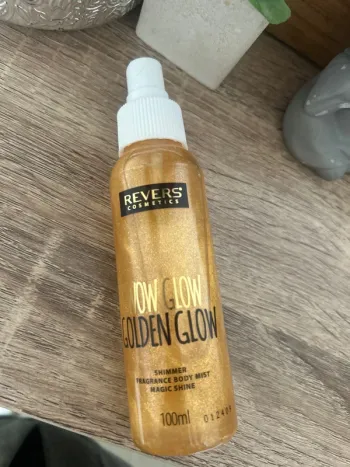 REVERS
COSMETICS
WOW GLOW
GOLDEN GLOW
SHIMMER
FRAGRANCE BODY MIST
MAGIC SHINE
100ml